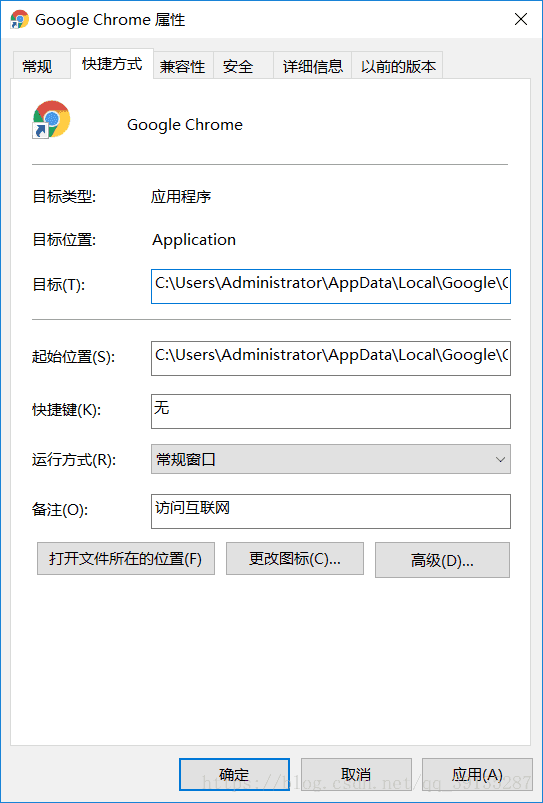 Google Chrome 属性
常规 快捷方式 兼容性 安全 详细信息 以前的版本
Google Chrome
目标类型: 应用程序
目标位置: Application
目标(T): C:\Users\Administrator\AppData\Local\Google\C
起始位置(S): C:\Users\Administrator\AppData\Local\Google\C
快捷键(K): 无
运行方式(R): 常规窗口
备注(O): 访问互联网
打开文件所在的位置(F) 更改图标(C)... 高级(D)...
确定 取消 应用(A)
https://blog.csdn.net/qq_39135287